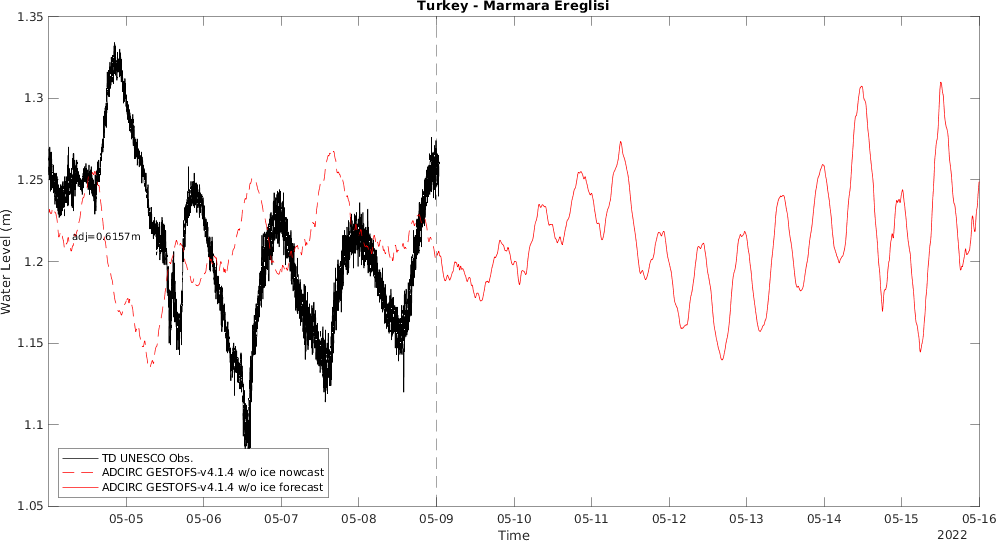 Turkey - Marmara Ereglisi
1.35
1.3
1.25
1.2
1.15
1.1
1.05
Water Level (m)
adj=0.6157m
TD UNESCO Obs.
ADCIRC GESTOFS-v4.1.4 w/o ice nowcast
ADCIRC GESTOFS-v4.1.4 w/o ice forecast
05-05 05-06 05-07 05-08 05-09 05-10 05-11 05-12 05-13 05-14 05-15 05-16
Time
2022